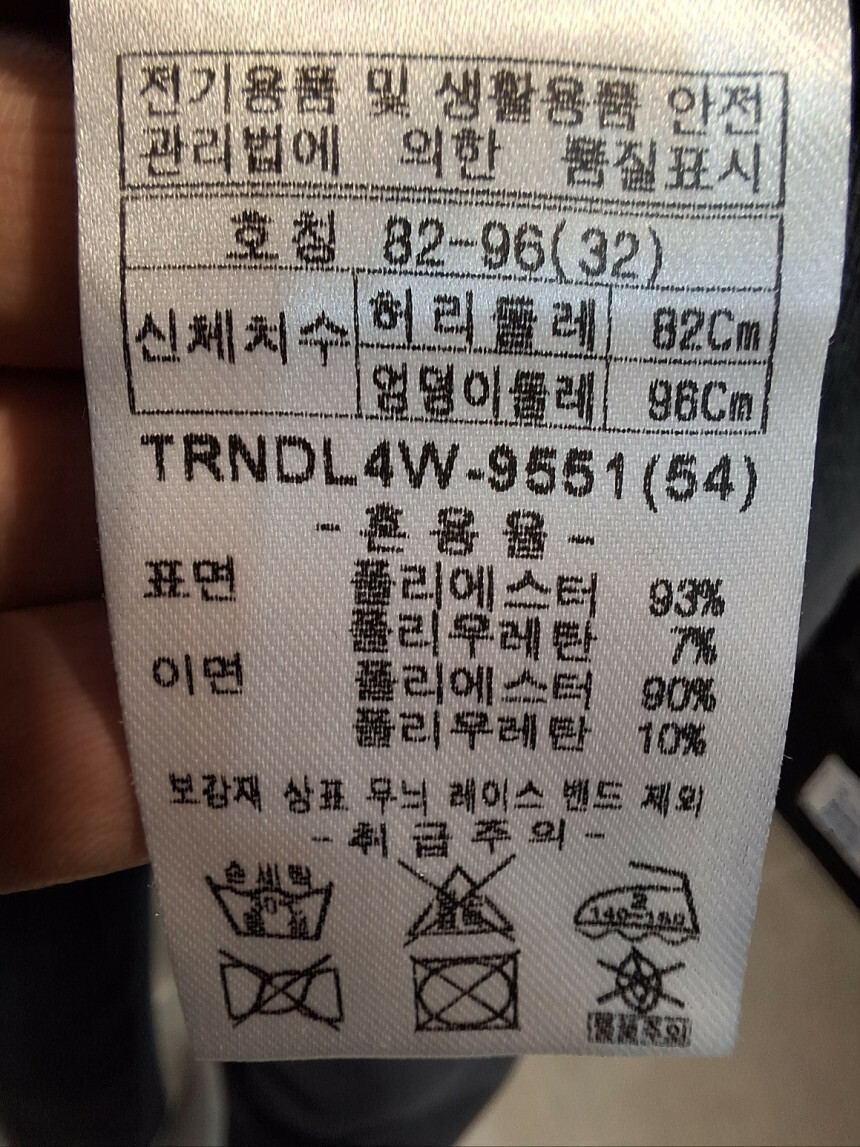 전기용품 및 생활용품 안전
관리법에 의한 품질표시
호칭 82-96(32)
신체치수 허리둘레 82Cm
엉덩이둘레 96Cm
TRNDL4W-9551(54)
- 혼용율 -
표면 폴리에스터 93%
폴리우레탄 7%
이면 폴리에스터 90%
폴리우레탄 10%
보강재 상표 무늬 레이스 밴드 제외
- 취급주의 -
손세탁
140~160